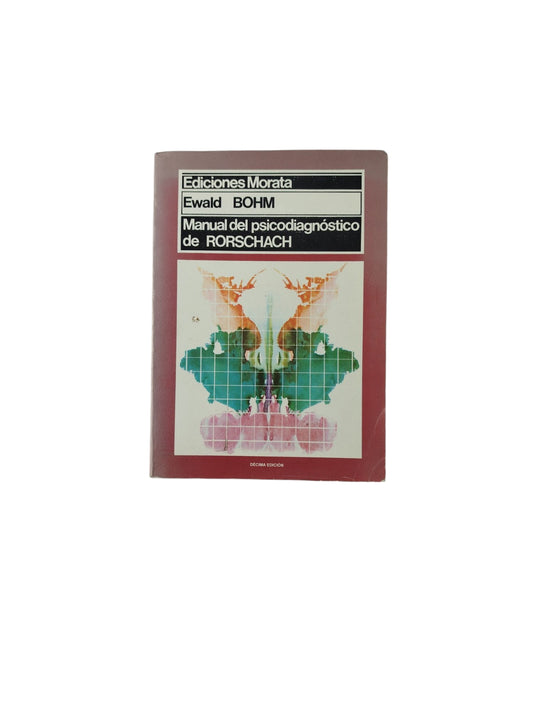 Ediciones Morata
Ewald BOHM
Manual del psicodiagnóstico
de RORSCHACH
DÉCIMA EDICIÓN